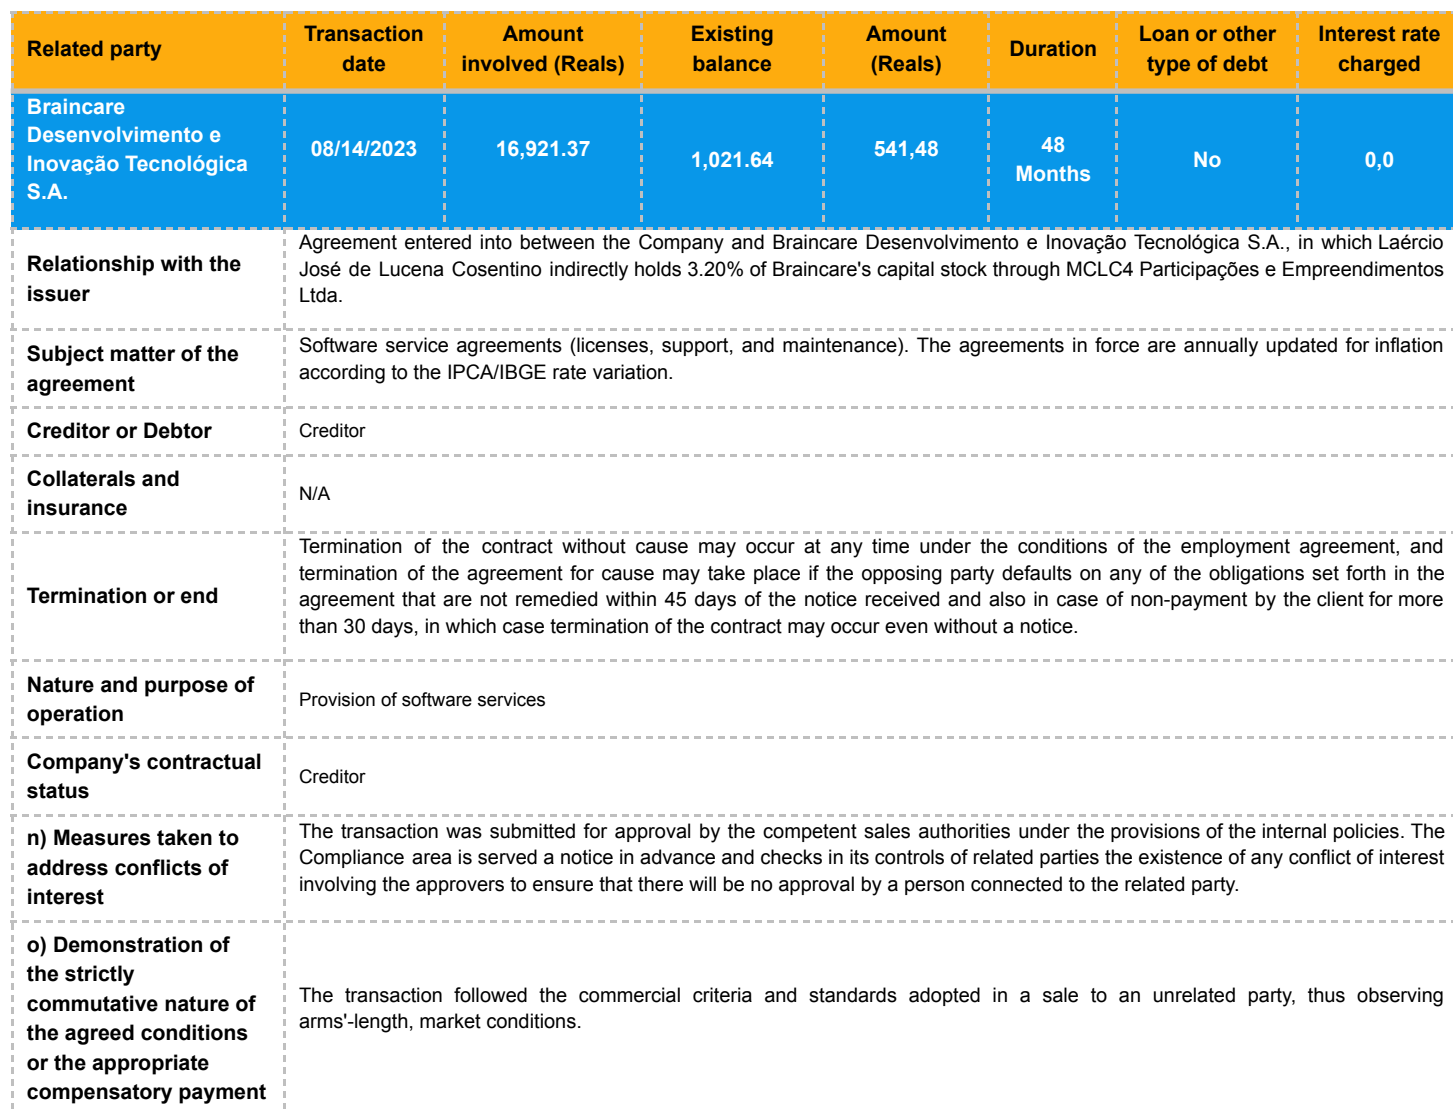 Related party
Transaction date
Amount involved (Reals)
Existing balance
Amount (Reals)
Duration
Loan or other type of debt
Interest rate charged
Braincare
Desenvolvimento e
Inovação Tecnológica
S.A.
08/14/2023
16,921.37
1,021.64
541,48
48
Months
No
0,0
Relationship with the
issuer
Agreement entered into between the Company and Braincare Desenvolvimento e Inovação Tecnológica S.A., in which Laércio
José de Lucena Cosentino indirectly holds 3.20% of Braincare's capital stock through MCLC4 Participações e Empreendimentos
Ltda.
Subject matter of the
agreement
Software service agreements (licenses, support, and maintenance). The agreements in force are annually updated for inflation
according to the IPCA/IBGE rate variation.
Creditor or Debtor
Creditor
Collaterals and
insurance
N/A
Termination or end
Termination of the contract without cause may occur at any time under the conditions of the employment agreement, and
termination of the agreement for cause may take place if the opposing party defaults on any of the obligations set forth in the
agreement that are not remedied within 45 days of the notice received and also in case of non-payment by the client for more
than 30 days, in which case termination of the contract may occur even without a notice.
Nature and purpose of
operation
Provision of software services
Company's contractual
status
Creditor
n) Measures taken to
address conflicts of
interest
The transaction was submitted for approval by the competent sales authorities under the provisions of the internal policies. The
Compliance area is served a notice in advance and checks in its controls of related parties the existence of any conflict of interest
involving the approvers to ensure that there will be no approval by a person connected to the related party.
o) Demonstration of
the strictly
commutative nature of
the agreed conditions
or the appropriate
compensatory payment
The transaction followed the commercial criteria and standards adopted in a sale to an unrelated party, thus observing
arms'-length, market conditions.